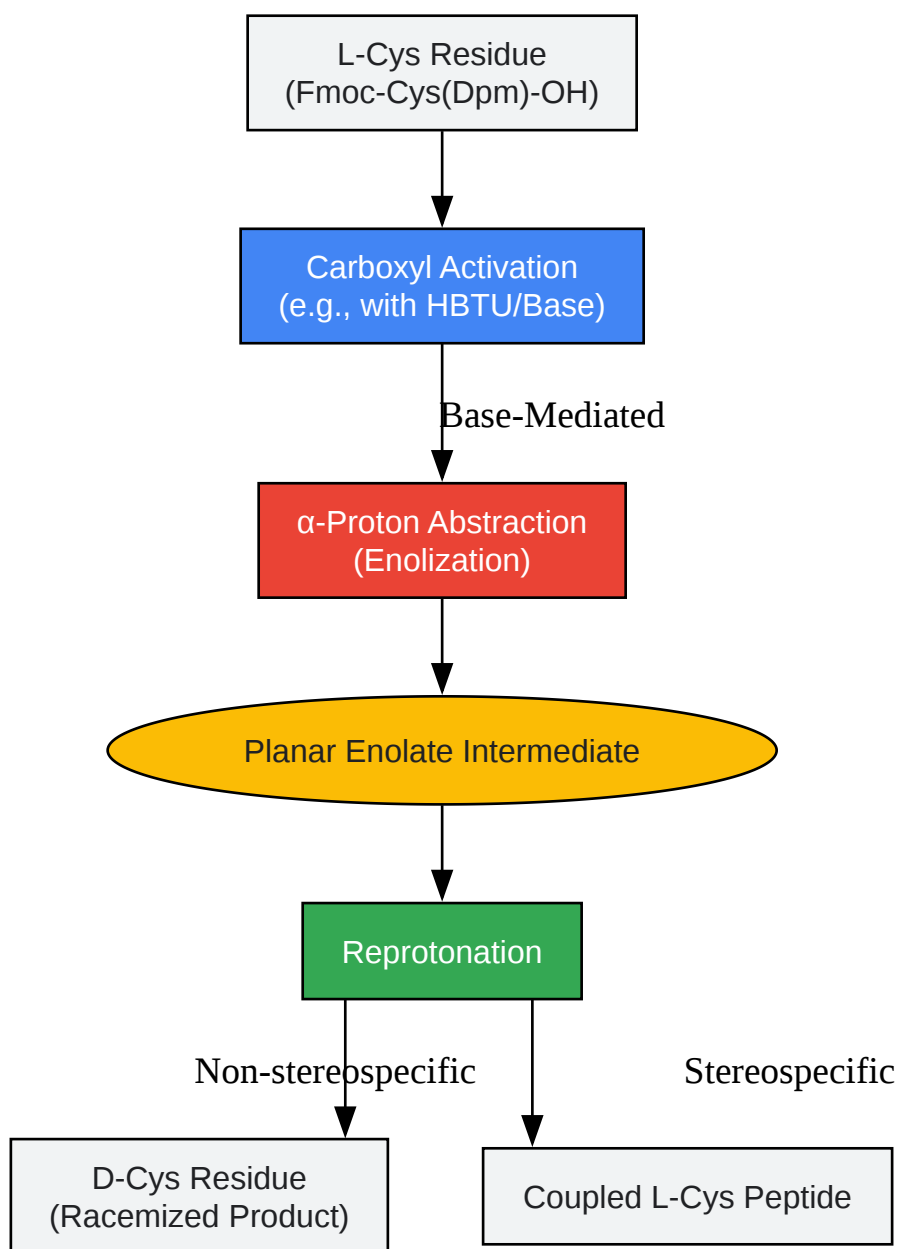 L-Cys Residue
(Fmoc-Cys(Dpm)-OH)
Carboxyl Activation
(e.g., with HBTU/Base)
Base-Mediated
α-Proton Abstraction
(Enolization)
Planar Enolate Intermediate
Reprotonation
Non-stereospecific
Stereospecific
D-Cys Residue
(Racemized Product)
Coupled L-Cys Peptide